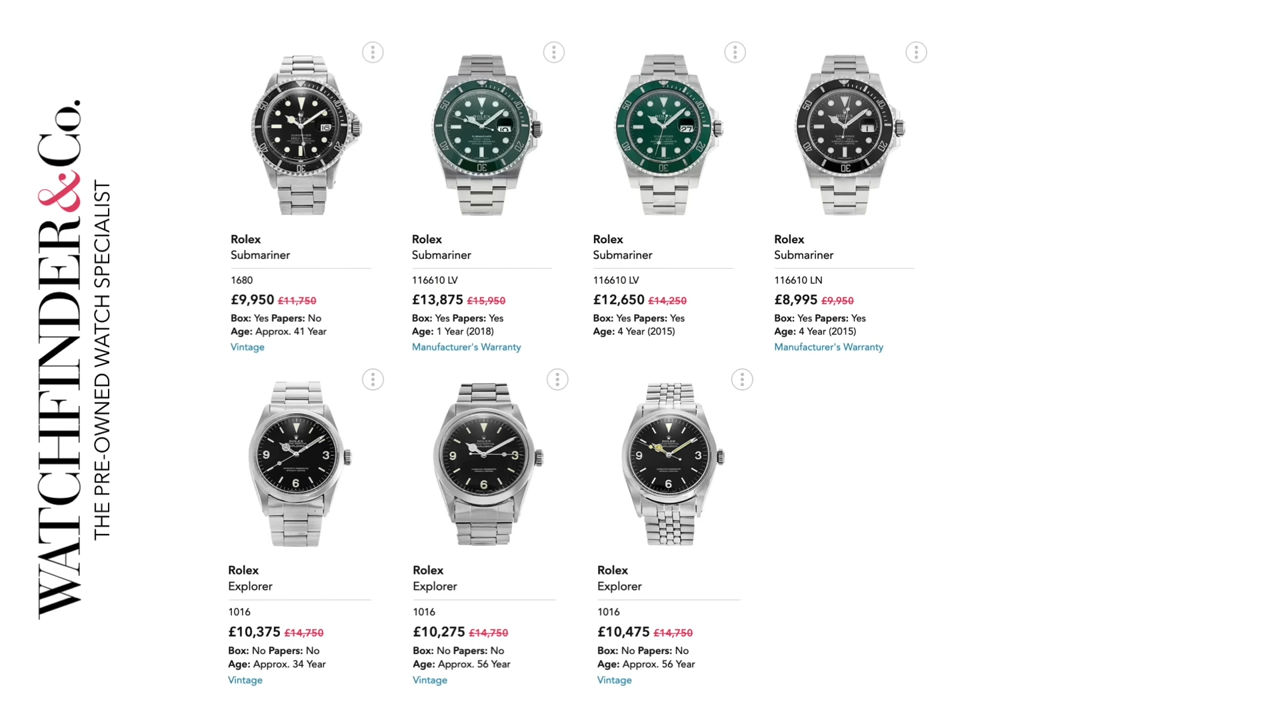 WATCHFINDER&Co.
THE PRE-OWNED WATCH SPECIALIST
Rolex
Submariner
1680
£9,950 £11,750
Box: Yes Papers: No
Age: Approx. 41 Year
Vintage
Rolex
Submariner
116610 LV
£13,875 £15,950
Box: Yes Papers: Yes
Age: 1 Year (2018)
Manufacturer's Warranty
Rolex
Submariner
116610 LV
£12,650 £14,250
Box: Yes Papers: Yes
Age: 4 Year (2015)
Rolex
Submariner
116610 LN
£8,995 £9,950
Box: Yes Papers: Yes
Age: 4 Year (2015)
Manufacturer's Warranty
Rolex
Explorer
1016
£10,375 £14,750
Box: No Papers: No
Age: Approx. 34 Year
Vintage
Rolex
Explorer
1016
£10,275 £14,750
Box: No Papers: No
Age: Approx. 56 Year
Vintage
Rolex
Explorer
1016
£10,475 £14,750
Box: No Papers: No
Age: Approx. 56 Year
Vintage